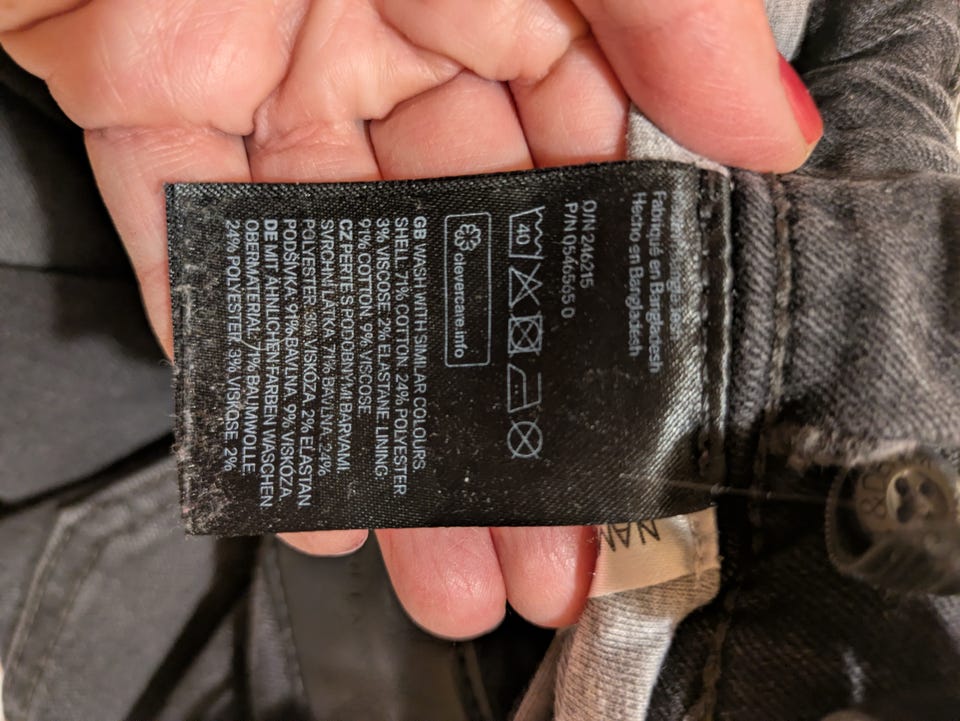 Fabriqué en Bangladesh
Hecho en Bangladesh
O/N 246215
P/N 0546665 0
40
clevercare.info
GB WASH WITH SIMILAR COLOURS.
SHELL: 71% COTTON. 24% POLYESTER
3% VISCOSE. 2% ELASTANE. LINING:
91% COTTON. 9% VISCOSE.
CZ PERTE S PODOBNÝMI BARVAMI.
SVRCHNÍ LÁTKA: 71% BAVLNA. 24%
POLYESTER. 3% VISKÓZA. 2% ELASTAN.
PODŠÍVKA: 91% BAVLNA. 9% VISKÓZA.
DE MIT ÄHNLICHEN FARBEN WASCHEN.
OBERMATERIAL: 71% BAUMWOLLE.
24% POLYESTER. 3% VISKOSE. 2%
NAM